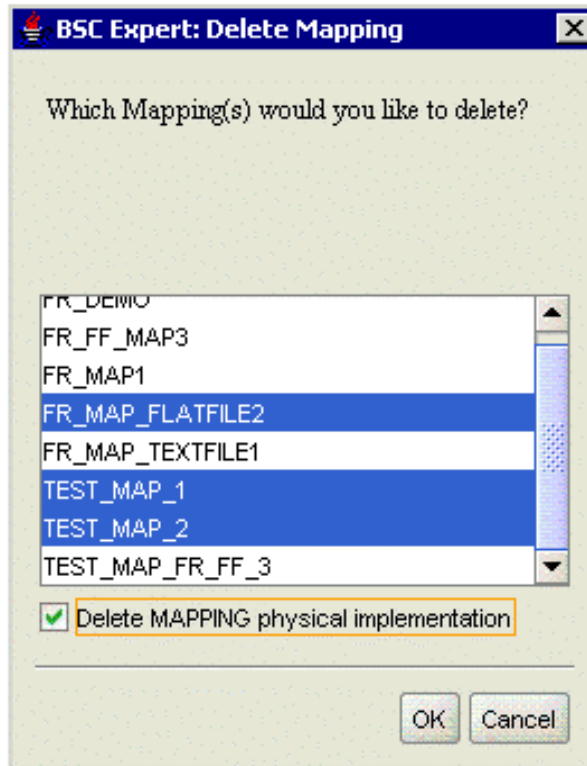 BSC Expert: Delete Mapping
Which Mapping(s) would you like to delete?
FR_DEMO
FR_FF_MAP3
FR_MAP1
FR_MAP_FLATFILE2
FR_MAP_TEXTFILE1
TEST_MAP_1
TEST_MAP_2
TEST_MAP_FR_FF_3
Delete MAPPING physical implementation
OK Cancel